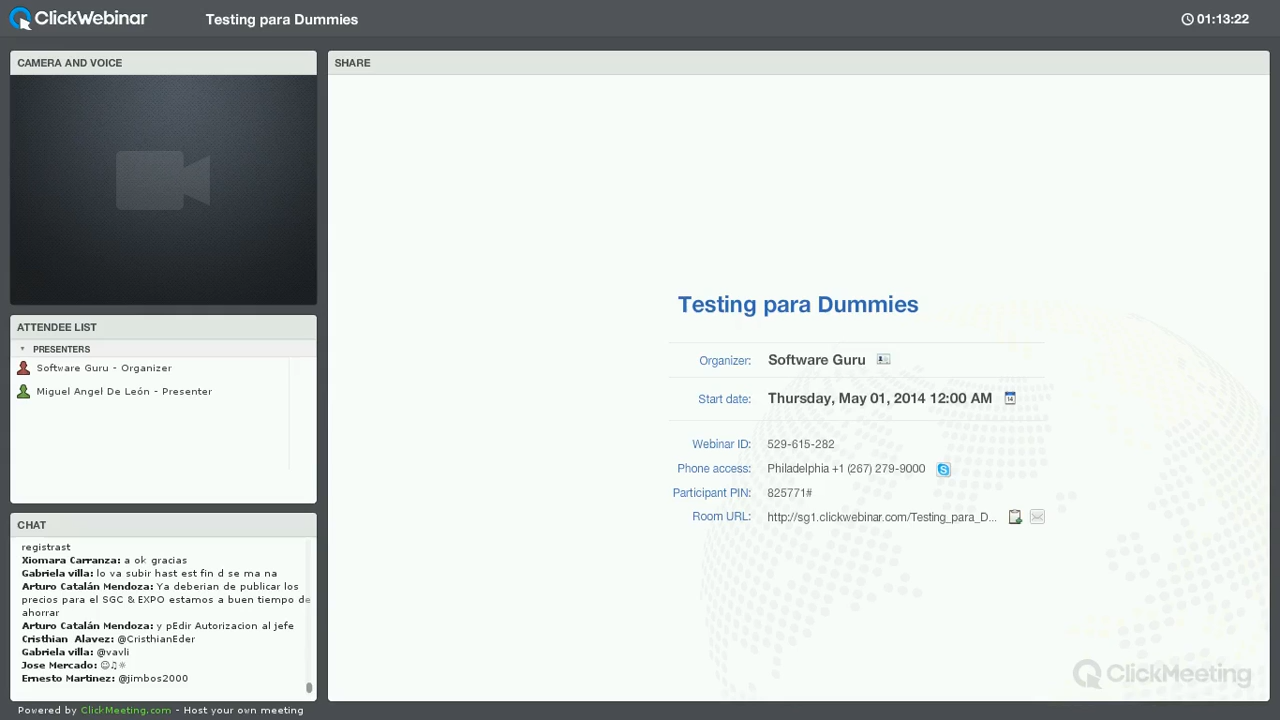 ClickWebinar
Testing para Dummies
01:13:22
CAMERA AND VOICE
SHARE
ATTENDEE LIST
PRESENTERS
Software Guru - Organizer
Miguel Angel De León - Presenter
CHAT
registrast
Xiomara Carranza: a ok gracias
Gabriela villa: lo va subir hast est fin d se ma na
Arturo Catalán Mendoza: Ya deberian de publicar los
precios para el SGC & EXPO estamos a buen tiempo de
ahorrar
Arturo Catalán Mendoza: y pEdir Autorizacion al jefe
Cristhian Alavez: @CristhianEder
Gabriela villa: @vavli
Jose Mercado: ☺♫☼
Ernesto Martinez: @jimbos2000
Testing para Dummies
Organizer: Software Guru
Start date: Thursday, May 01, 2014 12:00 AM
14
Webinar ID: 529-615-282
Phone access: Philadelphia +1 (267) 279-9000
Participant PIN: 825771#
Room URL: http://sg1.clickwebinar.com/Testing_para_D...
ClickMeeting
Powered by ClickMeeting.com - Host your own meeting